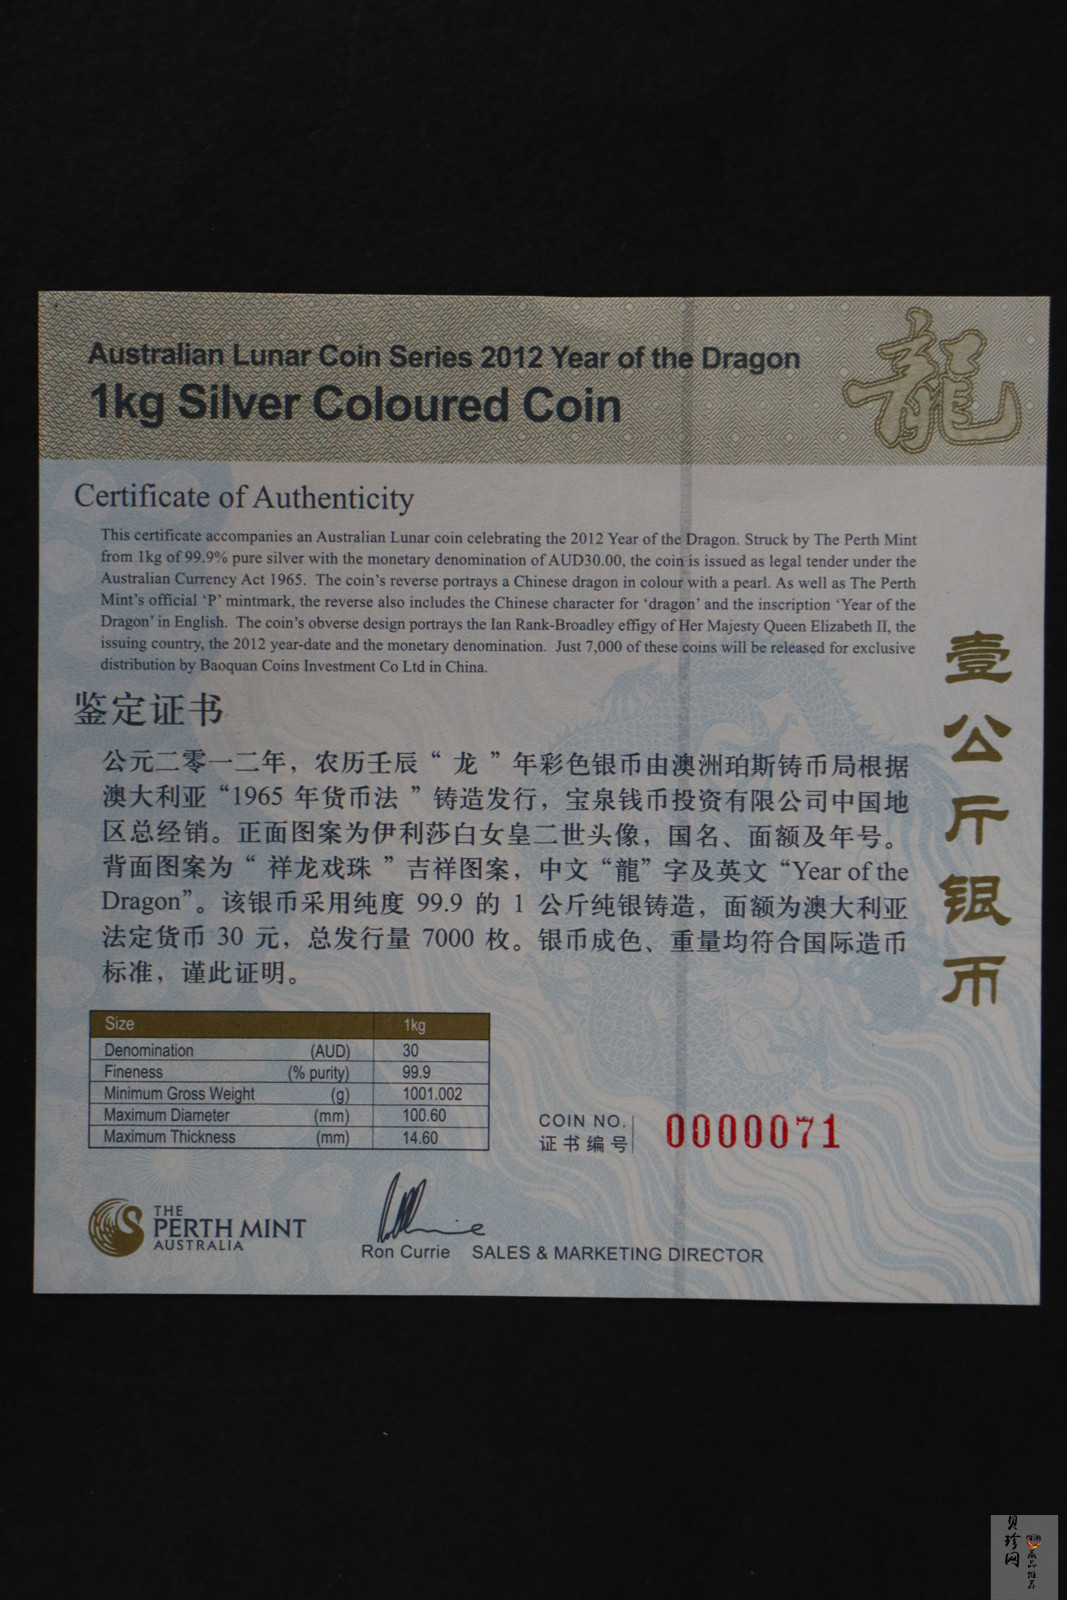 龍
Australian Lunar Coin Series 2012 Year of the Dragon
1kg Silver Coloured Coin
Certificate of Authenticity
This certificate accompanies an Australian Lunar coin celebrating the 2012 Year of the Dragon. Struck by The Perth Mint
from 1kg of 99.9% pure silver with the monetary denomination of AUD30.00, the coin is issued as legal tender under the
Australian Currency Act 1965. The coin's reverse portrays a Chinese dragon in colour with a pearl. As well as The Perth
Mint's official 'P' mintmark, the reverse also includes the Chinese character for 'dragon' and the inscription 'Year of the
Dragon' in English. The coin's obverse design portrays the Ian Rank-Broadley effigy of Her Majesty Queen Elizabeth II, the
issuing country, the 2012 year-date and the monetary denomination. Just 7,000 of these coins will be released for exclusive
distribution by Baoquan Coins Investment Co Ltd in China.
鉴定证书
公元二零一二年，农历壬辰“龙”年彩色银币由澳洲珀斯铸币局根据
澳大利亚“1965 年货币法”铸造发行，宝泉钱币投资有限公司中国地
区总经销。正面图案为伊利莎白女皇二世头像，国名、面额及年号。
背面图案为“祥龙戏珠”吉祥图案，中文“龍”字及英文“Year of the
Dragon”。该银币采用纯度 99.9 的 1 公斤纯银铸造，面额为澳大利亚
法定货币 30 元，总发行量 7000 枚。银币成色、重量均符合国际造币
标准，谨此证明。
壹公斤银币
Size 1kg
Denomination (AUD) 30
Fineness (% purity) 99.9
Minimum Gross Weight (g) 1001.002
Maximum Diameter (mm) 100.60
Maximum Thickness (mm) 14.60
COIN NO.
证书编号
0000071
THE
PERTH MINT
AUSTRALIA
Ron Currie SALES & MARKETING DIRECTOR
贝珍网
藏品推荐